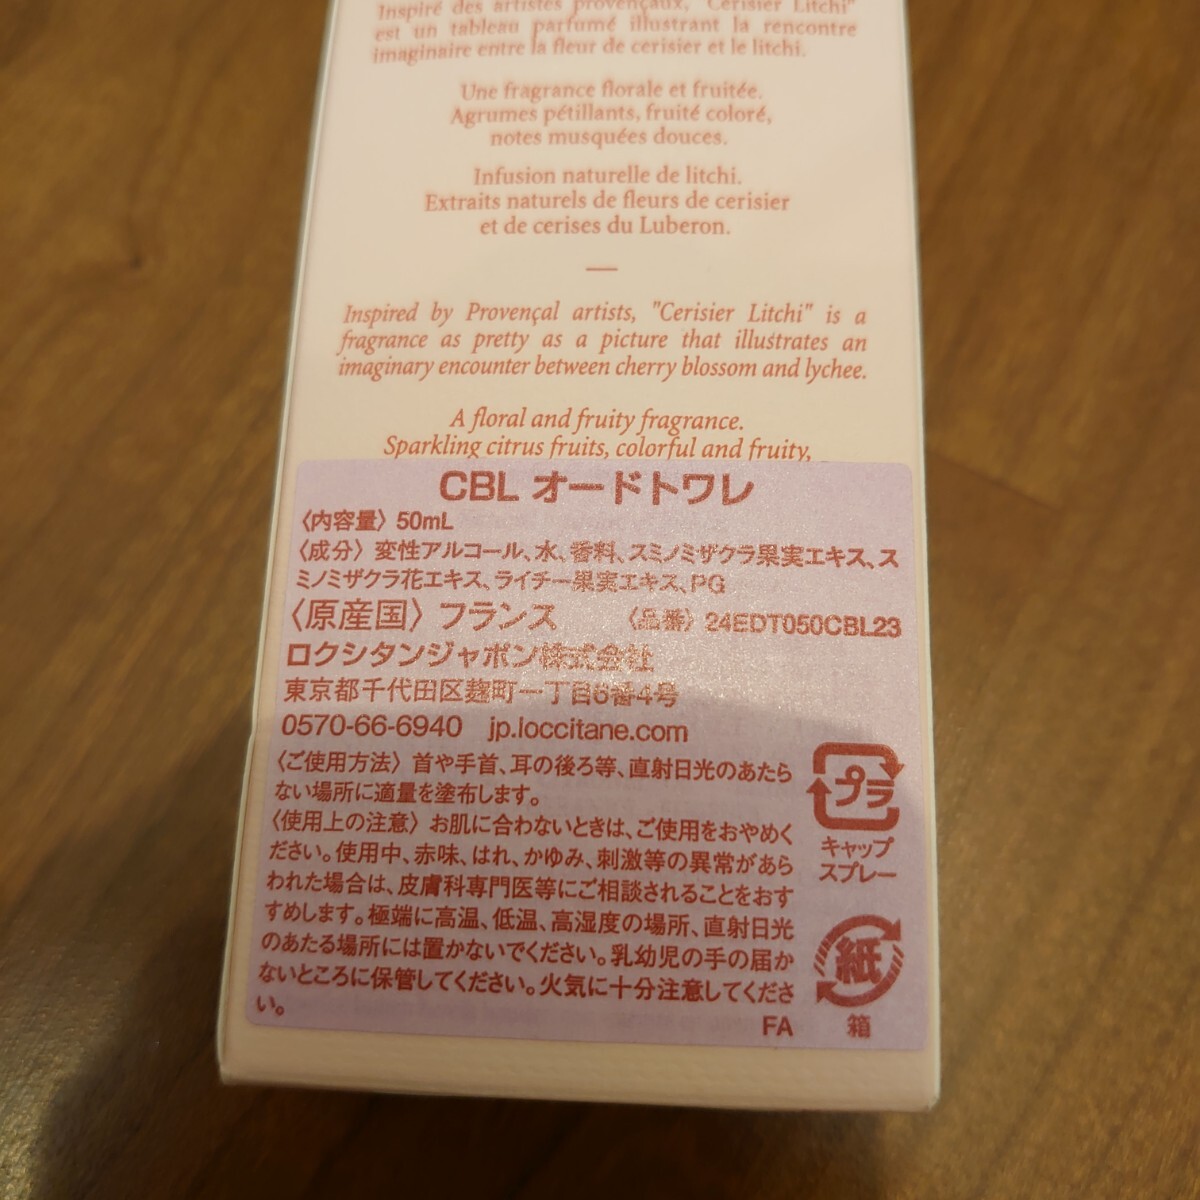 Inspiré des artistes provençaux, "Cerisier Litchi"
est un tableau parfumé illustrant la rencontre
imaginaire entre la fleur de cerisier et le litchi.
Une fragrance florale et fruitée.
Agrumes pétillants, fruité coloré,
notes musquées douces.
Infusion naturelle de litchi.
Extraits naturels de fleurs de cerisier
et de cerises du Luberon.
—
Inspired by Provençal artists, "Cerisier Litchi" is a
fragrance as pretty as a picture that illustrates an
imaginary encounter between cherry blossom and lychee.
A floral and fruity fragrance.
Sparkling citrus fruits, colorful and fruity,
CBL オードトワレ
〈内容量〉 50mL
〈成分〉 変性アルコール、水、香料、スミノミザクラ果実エキス、ス
ミノミザクラ花エキス、ライチー果実エキス、PG
〈原産国〉 フランス 〈品番〉 24EDT050CBL23
ロクシタンジャポン株式会社
東京都千代田区麹町一丁目6番4号
0570-66-6940 jp.loccitane.com
〈ご使用方法〉 首や手首、耳の後ろ等、直射日光のあたら
ない場所に適量を塗布します。
〈使用上の注意〉 お肌に合わないときは、ご使用をおやめく
ださい。使用中、赤味、はれ、かゆみ、刺激等の異常があら
われた場合は、皮膚科専門医等にご相談されることをおす
すめします。極端に高温、低温、高湿度の場所、直射日光
のあたる場所には置かないでください。乳幼児の手の届か
ないところに保管してください。火気に十分注意してくださ
い。
FA
プラ
キャップ
スプレー
紙
箱